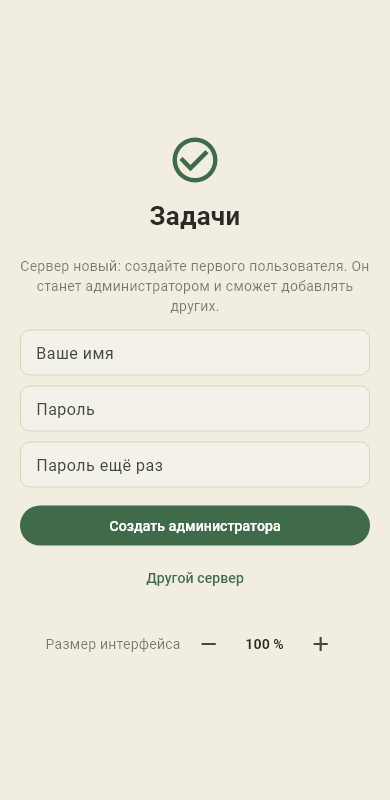 Задачи
Сервер новый: создайте первого пользователя. Он
станет администратором и сможет добавлять
других.
Ваше имя
Пароль
Пароль ещё раз
Создать администратора
Другой сервер
Размер интерфейса — 100 % +